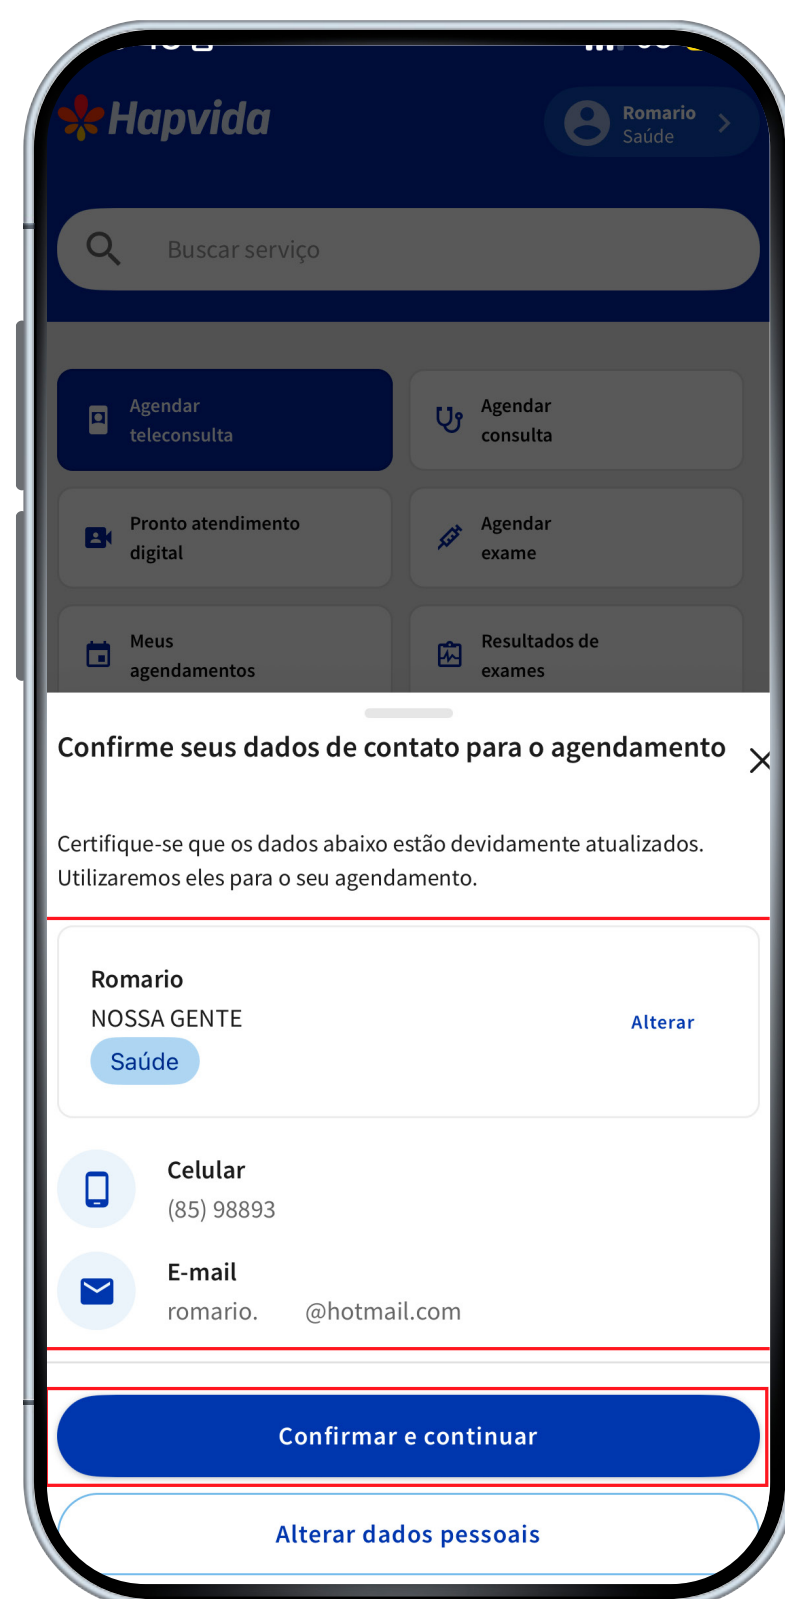 Hapvida
Romario
Saúde
Buscar serviço
Agendar
teleconsulta
Agendar
consulta
Pronto atendimento
digital
Agendar
exame
Meus
agendamentos
Resultados de
exames
Confirme seus dados de contato para o agendamento
Certifique-se que os dados abaixo estão devidamente atualizados.
Utilizaremos eles para o seu agendamento.
Romario
NOSSA GENTE
Alterar
Saúde
Celular
(85) 98893
E-mail
romario. @hotmail.com
Confirmar e continuar
Alterar dados pessoais